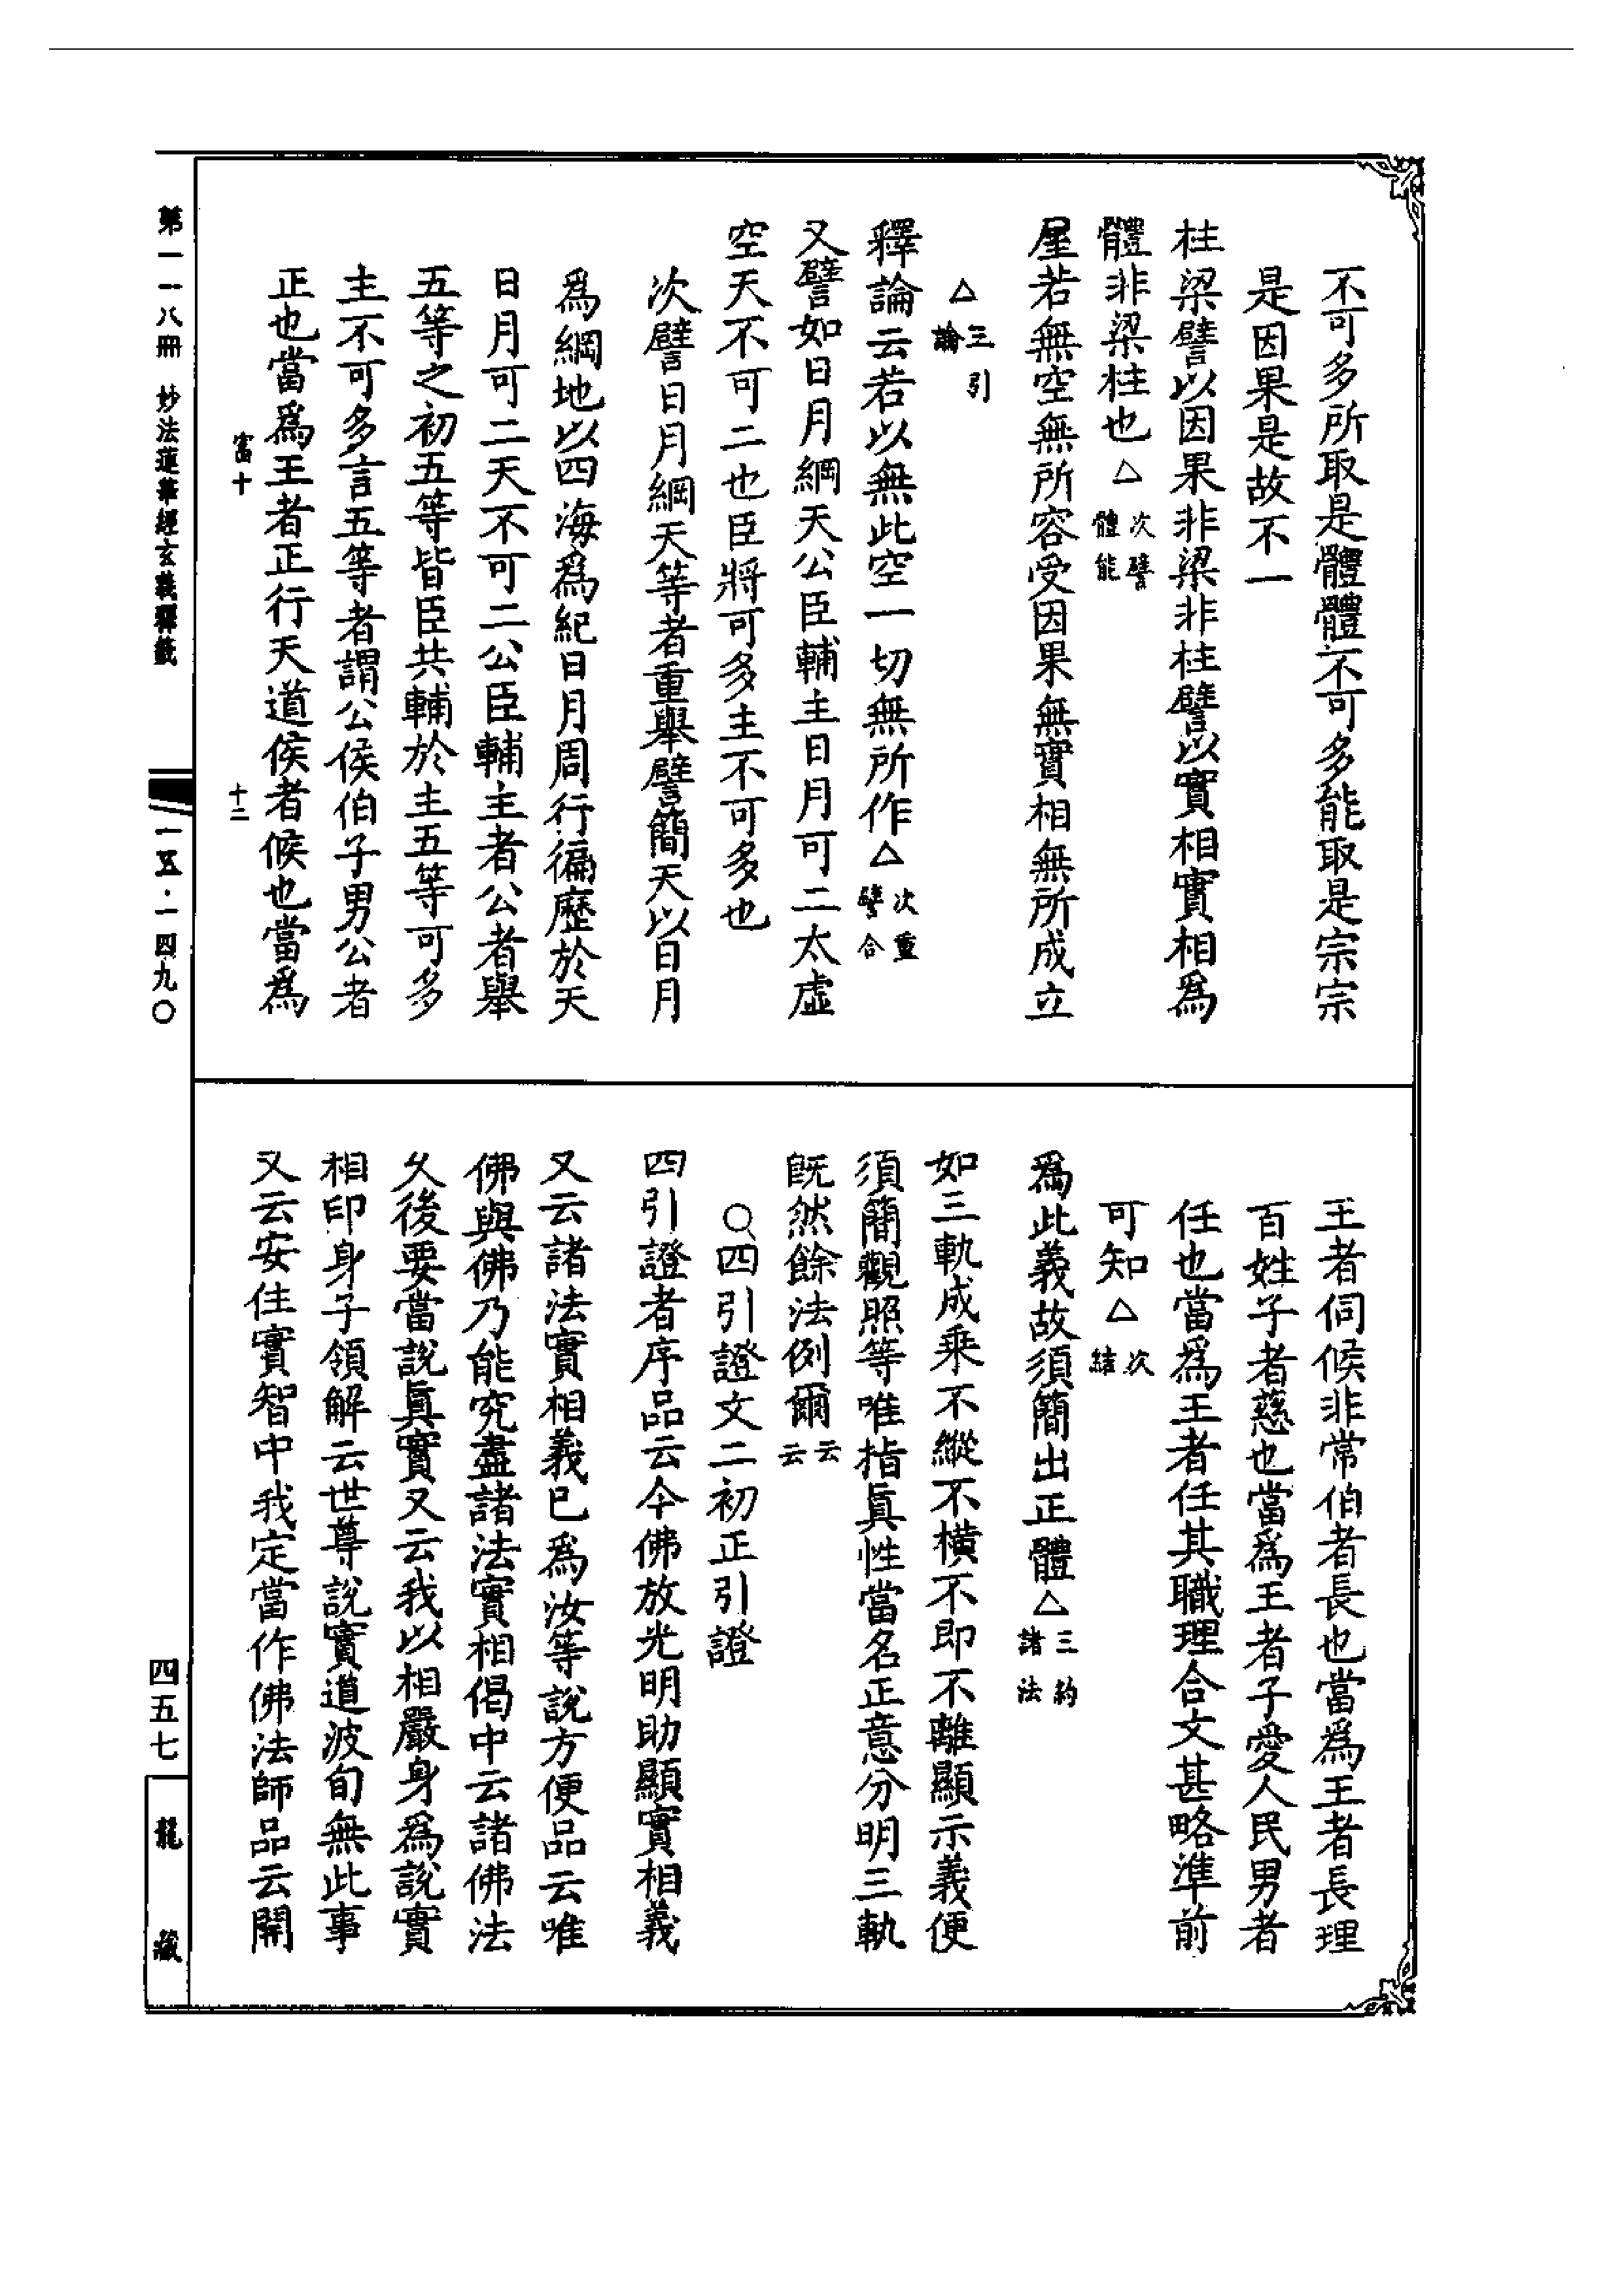 不可多所取是體體不可多能取是宗宗
是因果是故不一
柱梁譬以因果非梁非柱譬以實相實相爲
體非梁柱也△次譬體能
屋若無空無所容受因果無實相無所成立
△三引論
釋論云若以無此空一切無所作△次重譬合
又譬如日月綱天公臣輔主日月可二太虛
空天不可二也臣將可多主不可多也
次譬日月綱天等者重舉譬簡天以日月
爲綱地以四海爲紀日月周行徧歷於天
日月可二天不可二公臣輔主者公者舉
五等之初五等皆臣共輔於主五等可多
主不可多言五等者謂公侯伯子男公者
正也當爲王者正行天道侯者候也當爲
富十 十二
王者伺候非常伯者長也當爲王者長理
百姓子者慈也當爲王者子愛人民男者
任也當爲王者任其職理合文甚略準前
可知△次結
爲此義故須簡出正體△三約諸法
如三軌成乘不縱不橫不即不離顯示義便
須簡觀照等唯指眞性當名正意分明三軌
旣然餘法例爾云云
○四引證文二初正引證
四引證者序品云今佛放光明助顯實相義
又云諸法實相義已爲汝等說方便品云唯
佛與佛乃能究盡諸法實相偈中云諸佛法
久後要當說眞實又云我以相嚴身爲說實
相印身子領解云世尊說實道波旬無此事
又云安住實智中我定當作佛法師品云開
第一一八冊 妙法蓮華經玄義釋籤
一五·一四九〇
四五七
龍藏